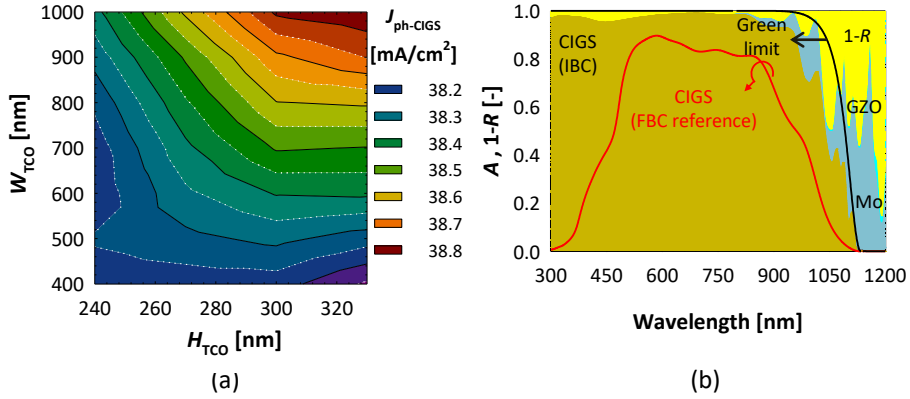 1000
900
800
700
600
500
400
W_TCO [nm]
240
260
280
300
320
H_TCO [nm]
J_ph-CIGS
[mA/cm²]
38.2
38.3
38.4
38.5
38.6
38.7
38.8
(a)
1.0
0.8
0.6
0.4
0.2
0.0
A , 1-R [-]
CIGS
(IBC)
Green
limit
1-R
GZO
CIGS
(FBC reference)
Mo
300
450
600
750
900
1050
1200
Wavelength [nm]
(b)